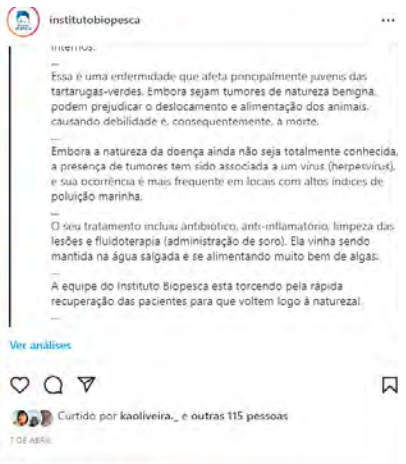 institutobiopesca
internos.
...
Essa é uma enfermidade que afeta principalmente juvenis das
tartarugas-verdes. Embora sejam tumores de natureza benigna,
podem prejudicar o deslocamento e alimentação dos animais,
causando debilidade e, consequentemente, a morte.
...
Embora a natureza da doença ainda não seja totalmente conhecida,
a presença de tumores tem sido associada a um vírus (herpesvírus),
e sua ocorrência é mais frequente em locais com altos índices de
poluição marinha.
...
O seu tratamento incluiu antibiótico, anti-inflamatório, limpeza das
lesões e fluidoterapia (administração de soro). Ela vinha sendo
mantida na água salgada e se alimentando muito bem de algas.
...
A equipe do Instituto Biopesca está torcendo pela rápida
recuperação das pacientes para que voltem logo à natureza!
...
Ver análises
Curtido por kaoliveira._ e outras 115 pessoas
7 DE ABRIL